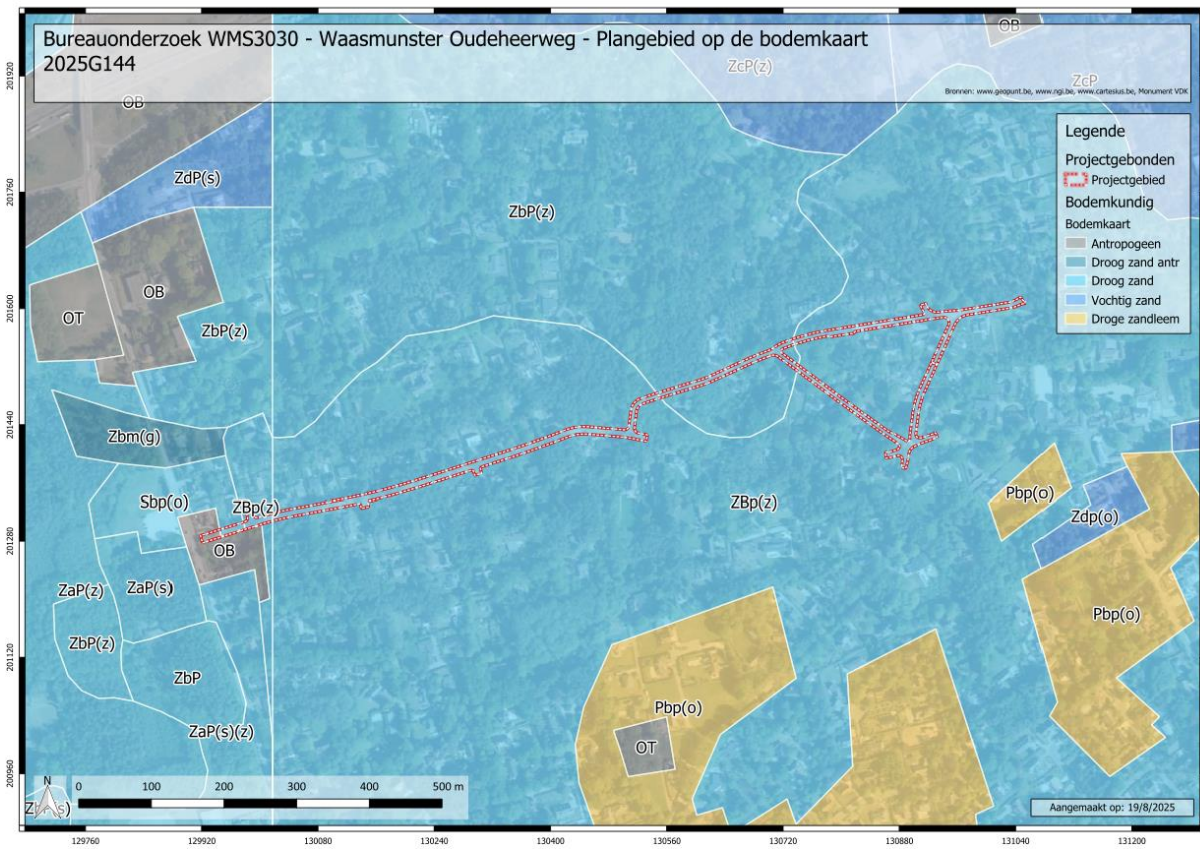 Bureauonderzoek WMS3030 - Waasmunster Oudeheerweg - Plangebied op de bodemkaart
2025G144
Bronnen: www.geopunt.be, www.ngi.be, www.cartesius.be, Monument VDK
OB
ZcP(z)
ZcP
OB
Legende
Projectgebonden
Projectgebied
Bodemkundig
Bodemkaart
Antropogeen
Droog zand antr
Droog zand
Vochtig zand
Droge zandleem
ZdP(s)
ZbP(z)
OB
OT
ZbP(z)
Zbm(g)
Sbp(o)
ZBp(z)
OB
ZBp(z)
Pbp(o)
Zdp(o)
ZaP(z)
ZaP(s)
ZbP(z)
Pbp(o)
ZbP
Pbp(o)
ZaP(s)(z)
OT
N
0 100 200 300 400 500 m
Aangemaakt op: 19/8/2025
201920
201760
201600
201440
201280
201120
200960
129760 129920 130080 130240 130400 130560 130720 130880 131040 131200